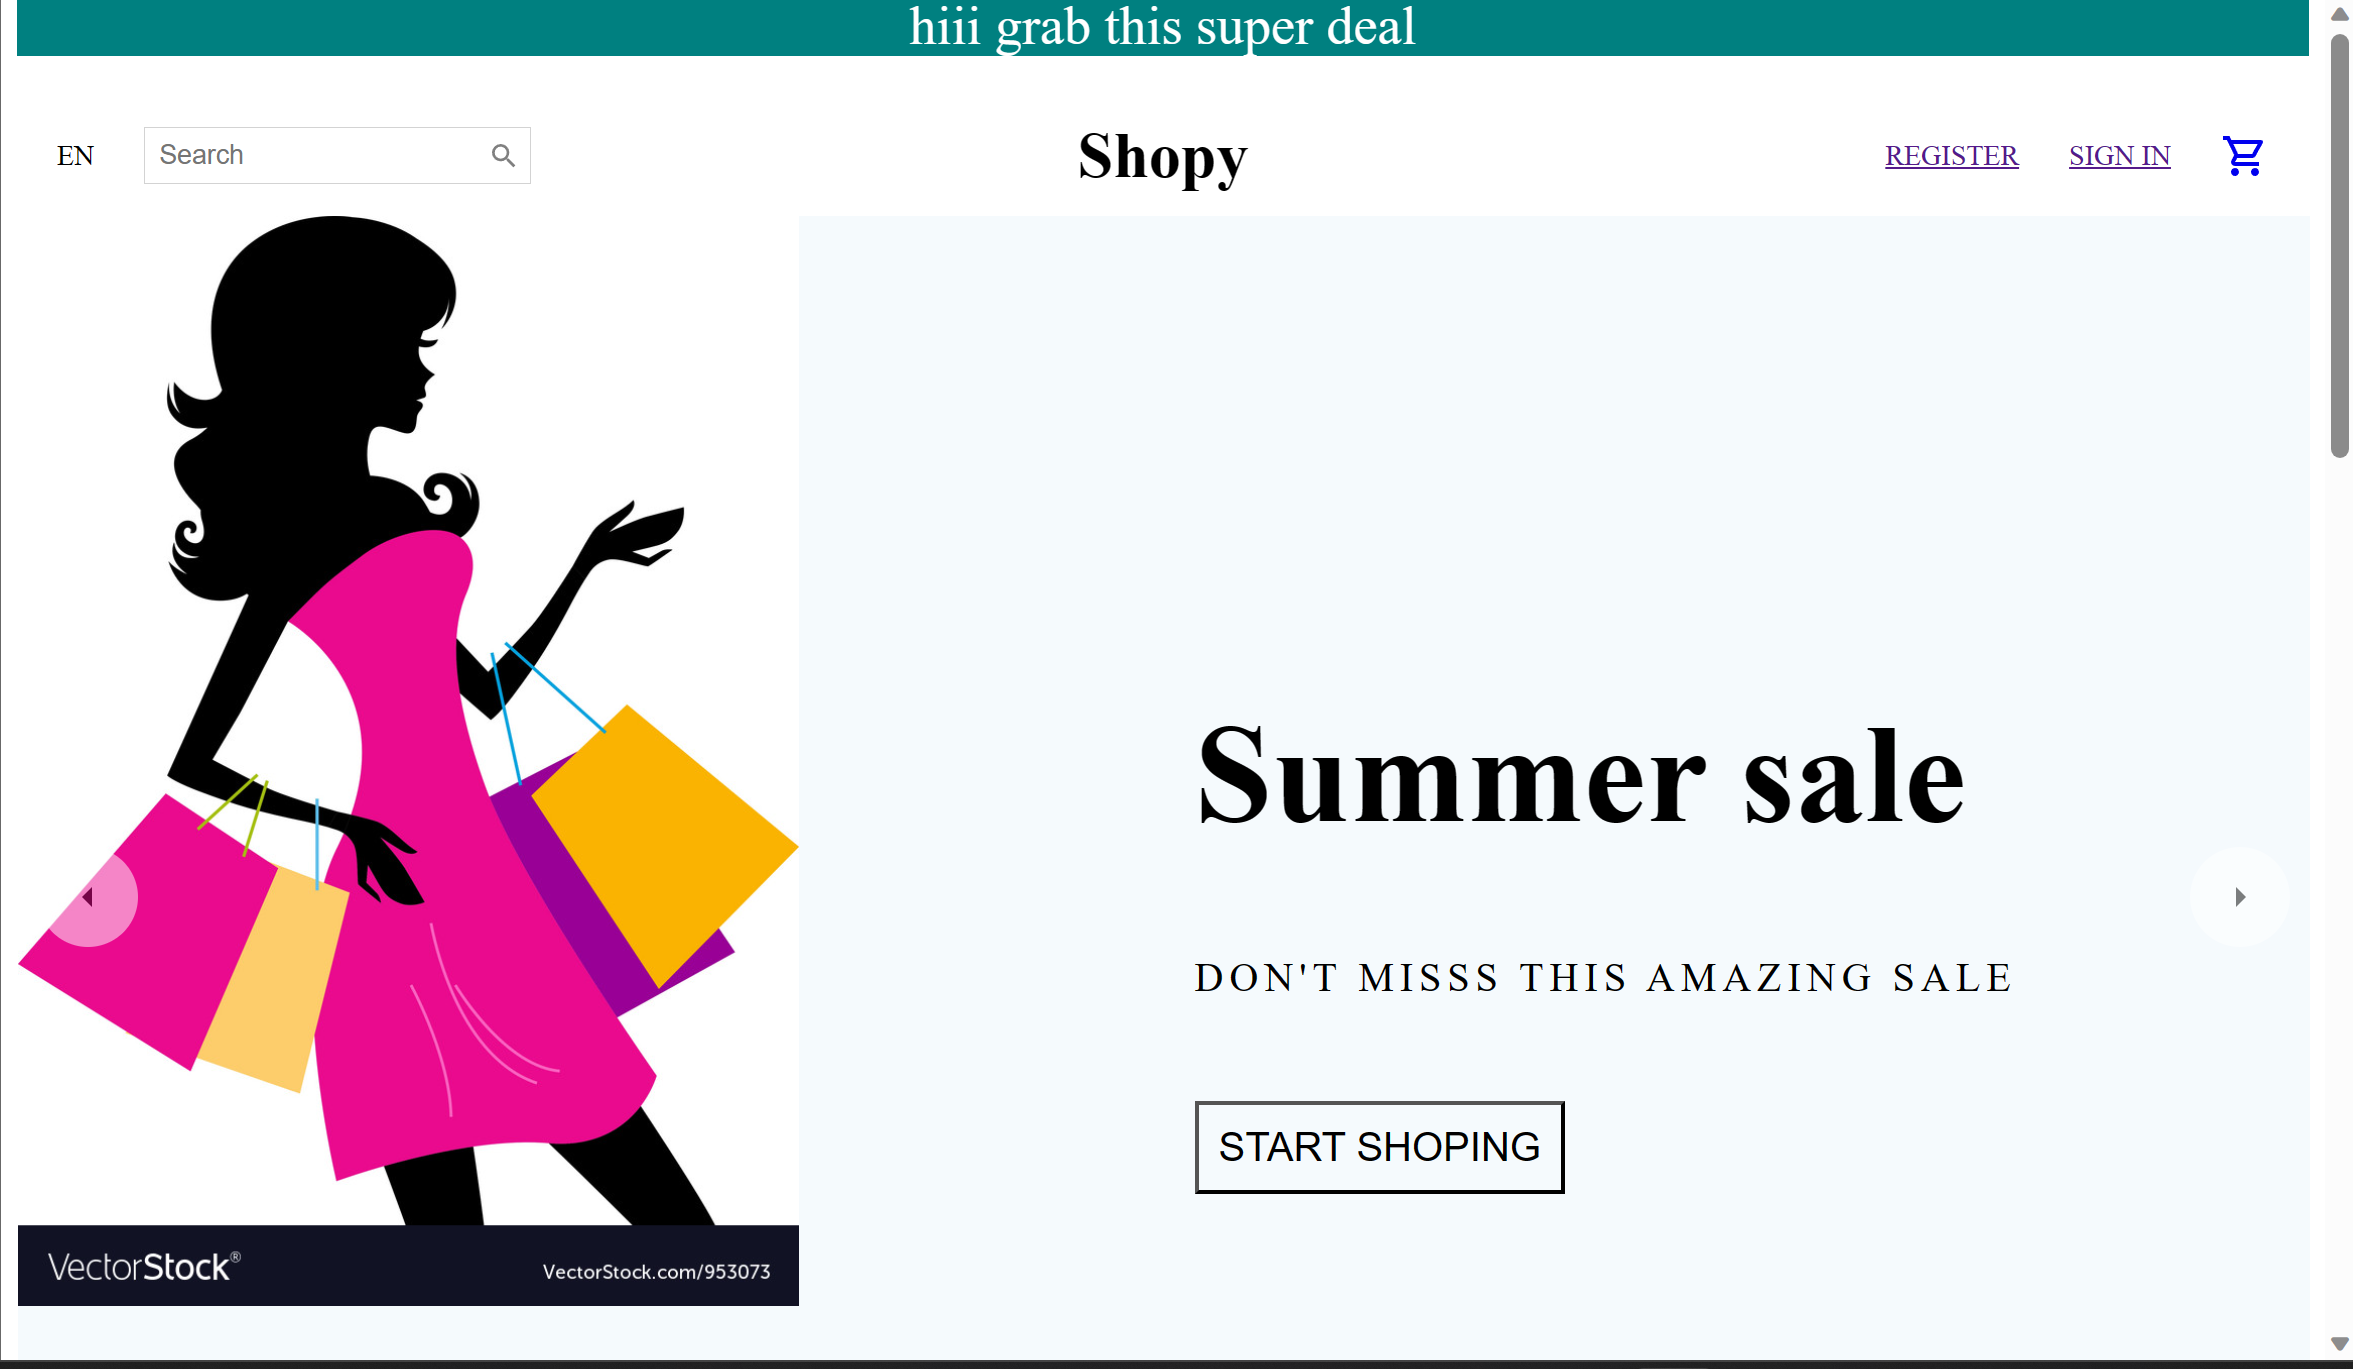 hiii grab this super deal
EN
Search
Shopy
REGISTER
SIGN IN
Summer sale
DON'T MISSS THIS AMAZING SALE
START SHOPING
VectorStock®
VectorStock.com/953073